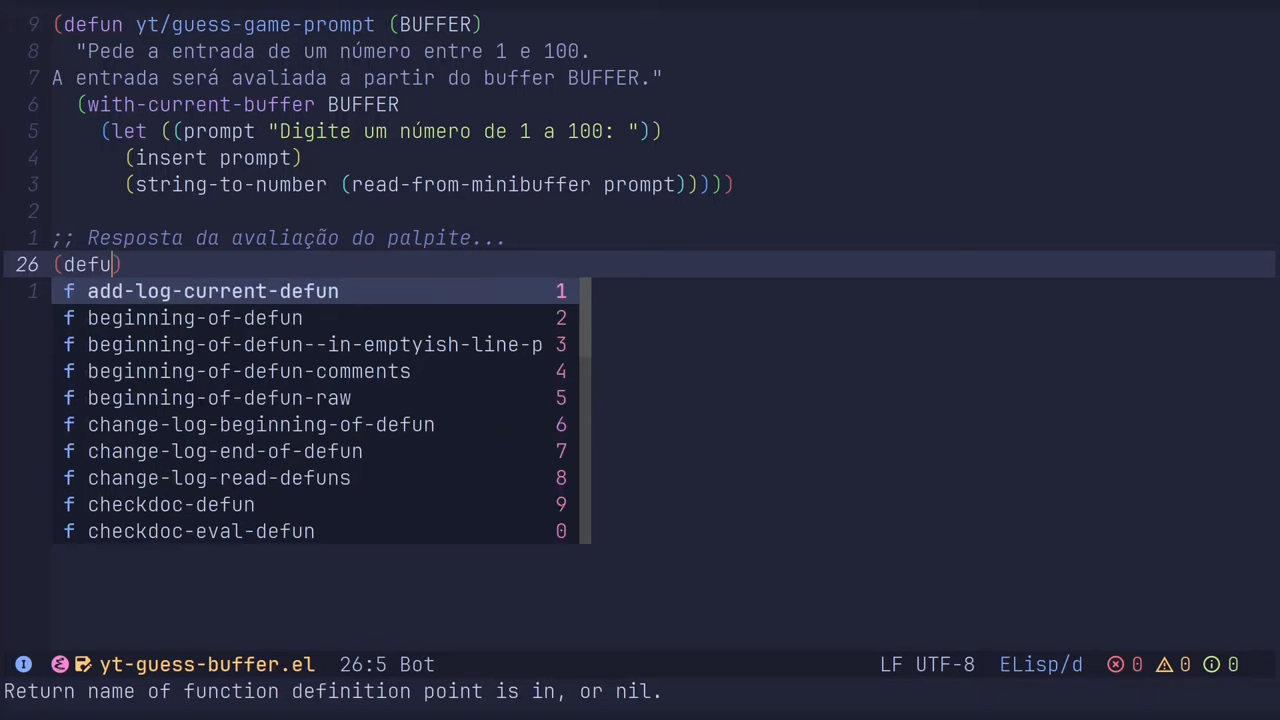 9 (defun yt/guess-game-prompt (BUFFER)
8 "Pede a entrada de um número entre 1 e 100.
7 A entrada será avaliada a partir do buffer BUFFER."
6 (with-current-buffer BUFFER
5 (let ((prompt "Digite um número de 1 a 100: "))
4 (insert prompt)
3 (string-to-number (read-from-minibuffer prompt)))))
2
1 ;; Resposta da avaliação do palpite...
26 (defu)
1 f add-log-current-defun 1
f beginning-of-defun 2
f beginning-of-defun--in-emptyish-line-p 3
f beginning-of-defun-comments 4
f beginning-of-defun-raw 5
f change-log-beginning-of-defun 6
f change-log-end-of-defun 7
f change-log-read-defuns 8
f checkdoc-defun 9
f checkdoc-eval-defun 0
I yt-guess-buffer.el 26:5 Bot LF UTF-8 ELisp/d 0 0 0
Return name of function definition point is in, or nil.